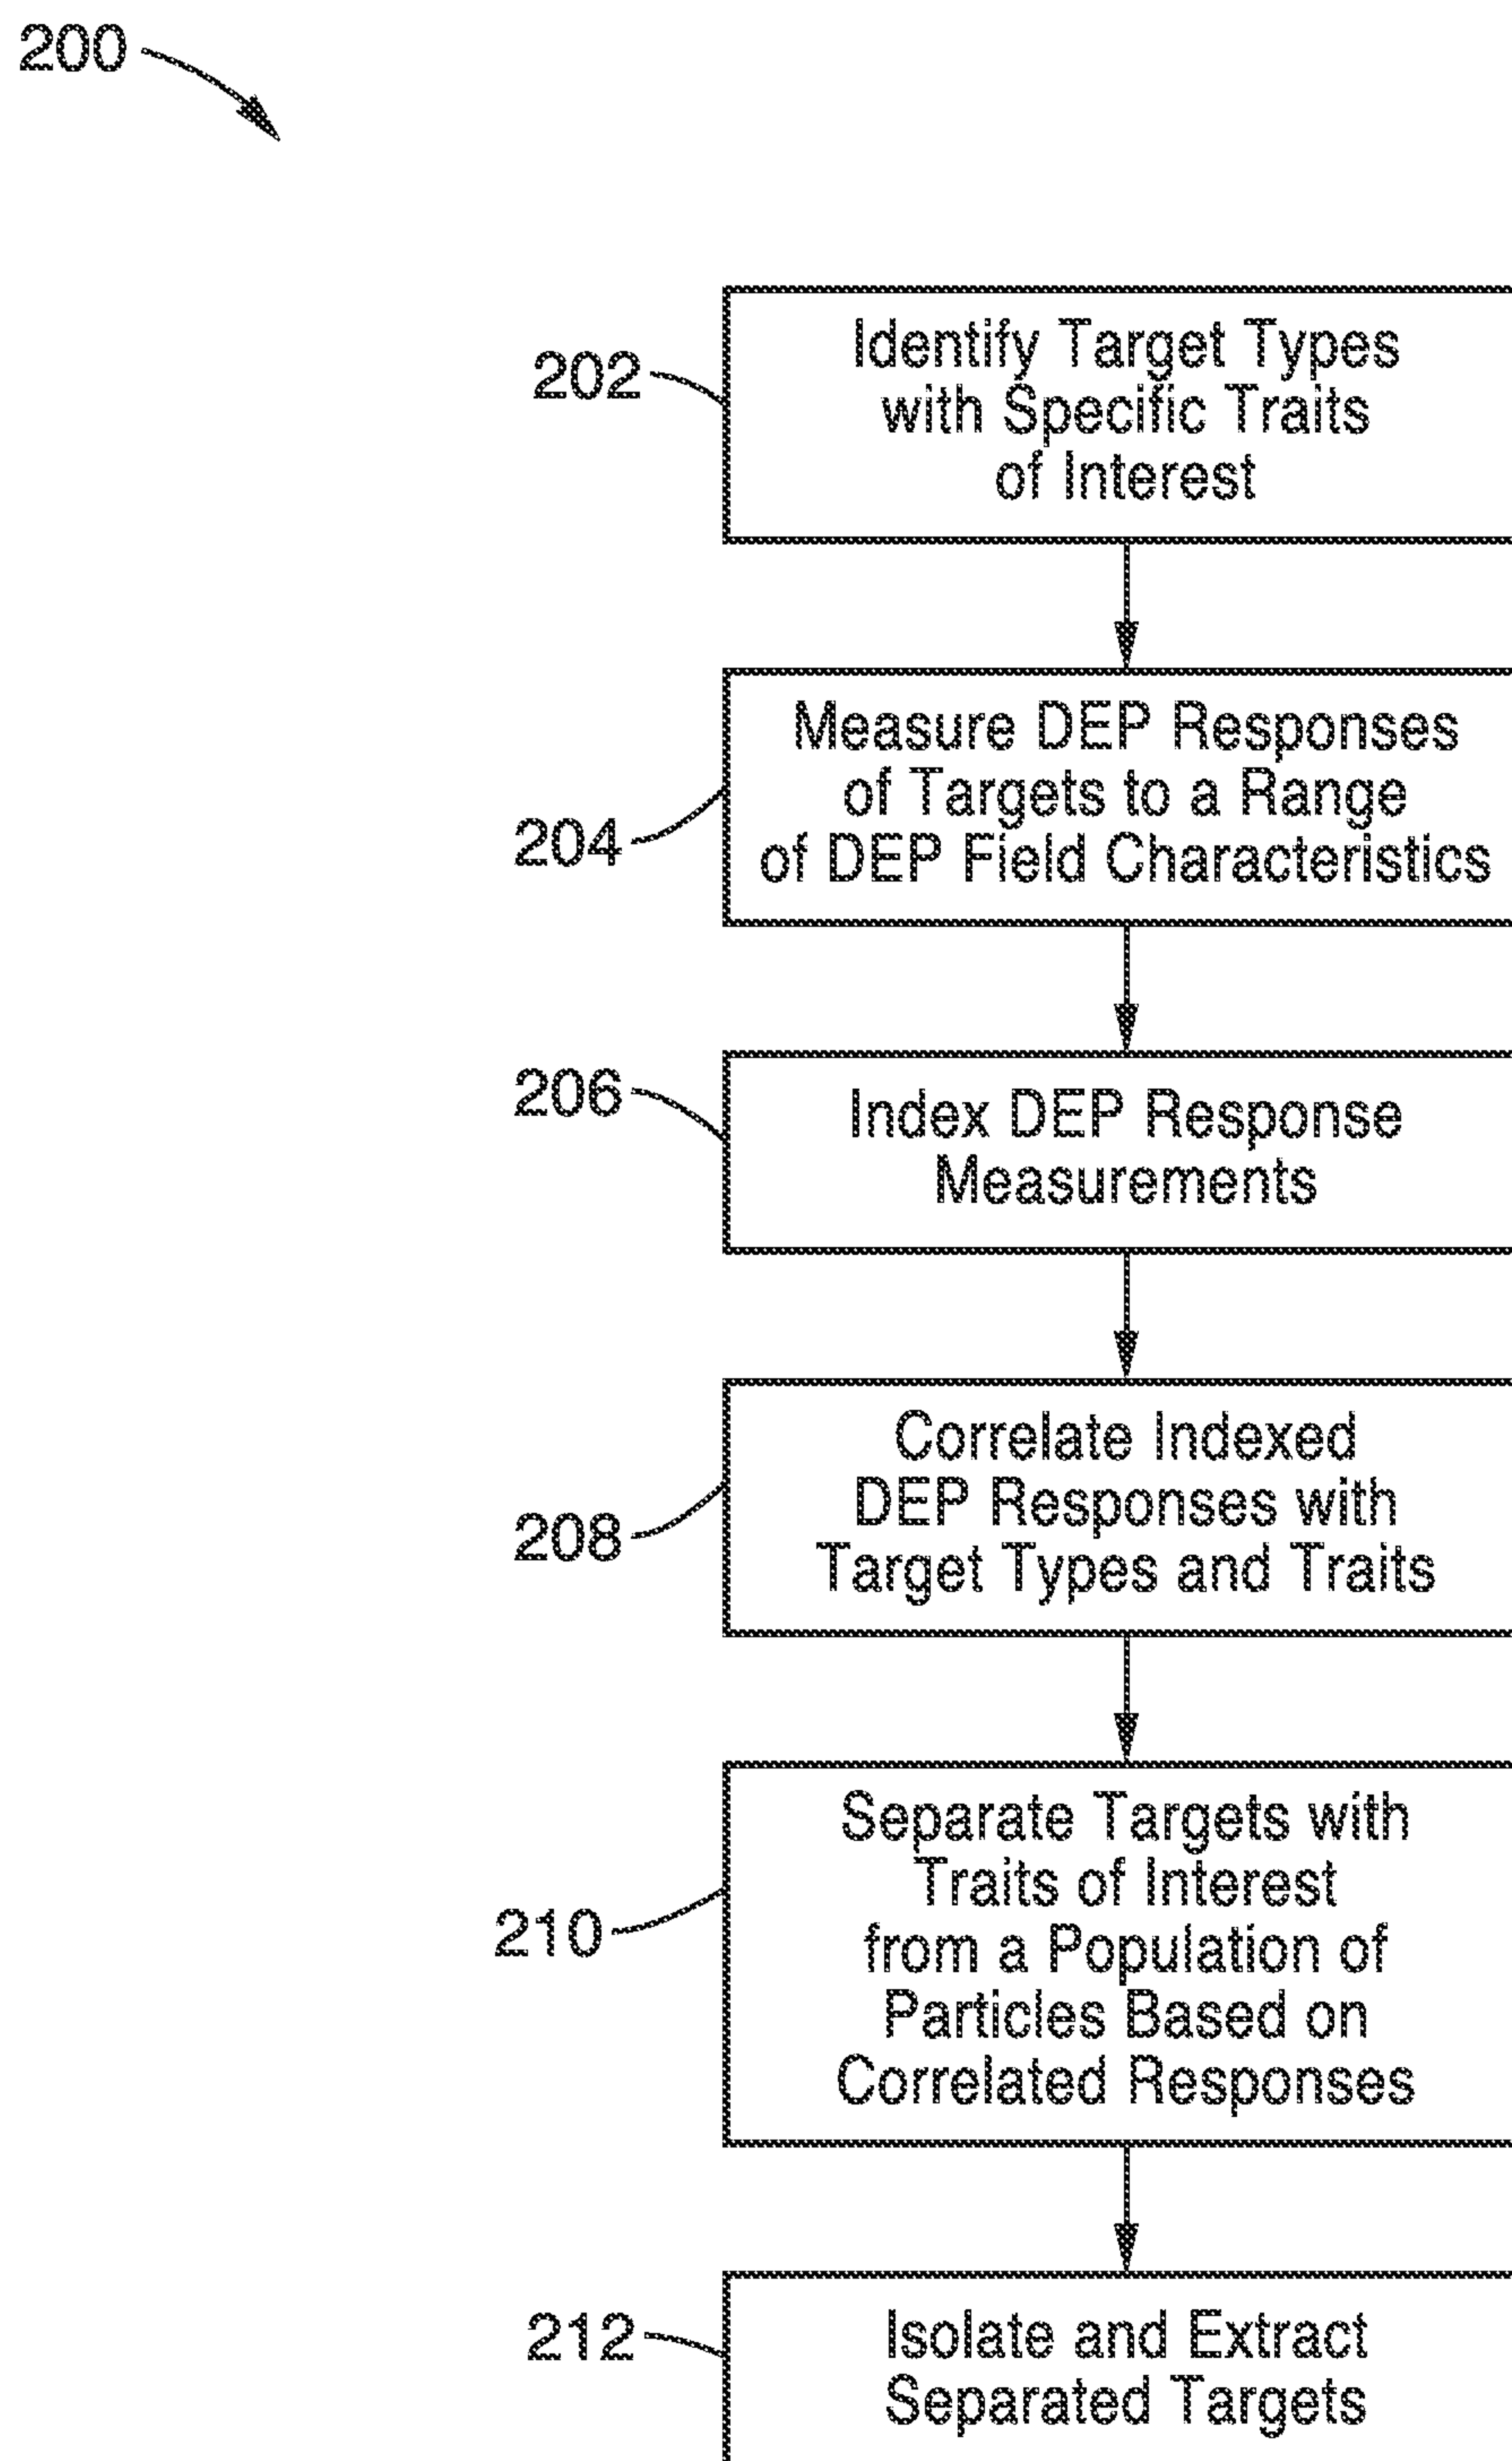 200
202
Identify Target Types
with Specific Traits
of Interest
204
Measure DEP Responses
of Targets to a Range
of DEP Field Characteristics
206
Index DEP Response
Measurements
208
Correlate Indexed
DEP Responses with
Target Types and Traits
210
Separate Targets with
Traits of Interest
from a Population of
Particles Based on
Correlated Responses
212
Isolate and Extract
Separated Targets